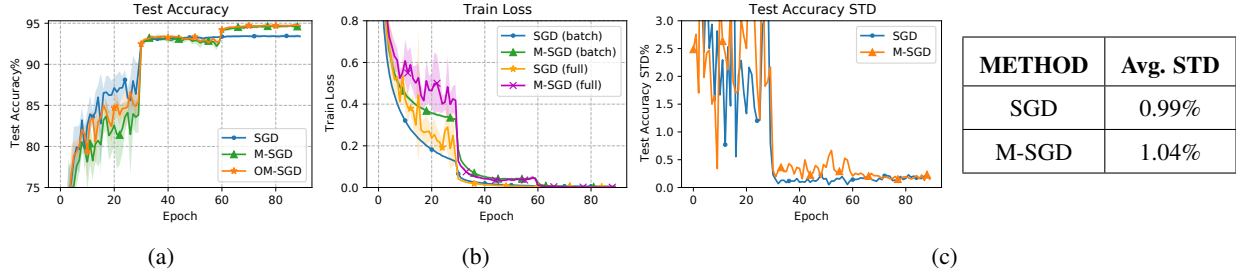 Test Accuracy
Test Accuracy%
95
90
85
80
75
0 20 40 60 80
Epoch
SGD
M-SGD
OM-SGD
(a)
Train Loss
Train Loss
0.8
0.6
0.4
0.2
0.0
0 20 40 60 80
Epoch
SGD (batch)
M-SGD (batch)
SGD (full)
M-SGD (full)
(b)
Test Accuracy STD
Test Accuracy STD%
3.0
2.5
2.0
1.5
1.0
0.5
0.0
0 20 40 60 80
Epoch
SGD
M-SGD
METHOD Avg. STD
SGD 0.99%
M-SGD 1.04%
(c)